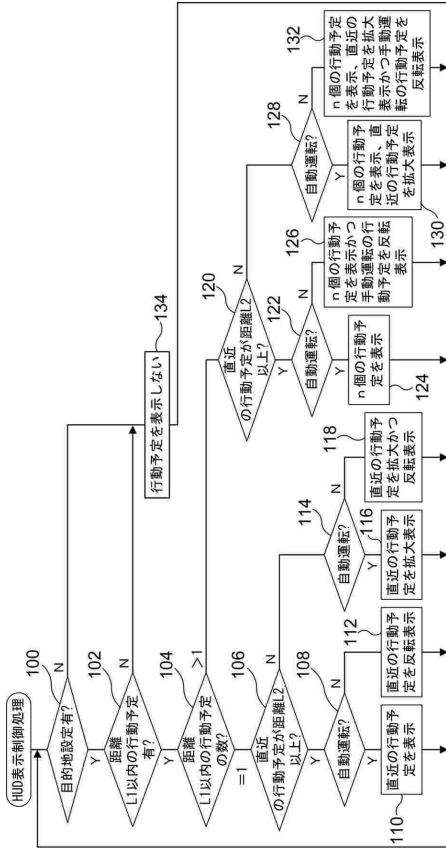 HUD表示制御処理
100
目的地設定有?
N
Y
102
距離
L1以内の行動予定
有?
N
Y
134
行動予定を表示しない
104
距離
L1以内の行動予定
の数?
>1
=1
106
直近
の行動予定が距離L2
以上?
N
Y
108
自動運転?
N
Y
110
直近の行動予
定を表示
112
直近の行動予
定を反転表示
114
自動運転?
N
Y
116
直近の行動予
定を拡大表示
118
直近の行動予
定を拡大かつ
反転表示
120
直近
の行動予定が距離L2
以上?
N
Y
122
自動運転?
N
Y
124
n個の行動予
定を表示
126
n個の行動予
定を表示かつ
手動運転の行
動予定を反転
表示
128
自動運転?
N
Y
130
n個の行動予
定を表示、直
近の行動予定
を拡大表示
132
n個の行動予定
を表示、直近の
行動予定を拡大
表示かつ手動運
転の行動予定を
反転表示